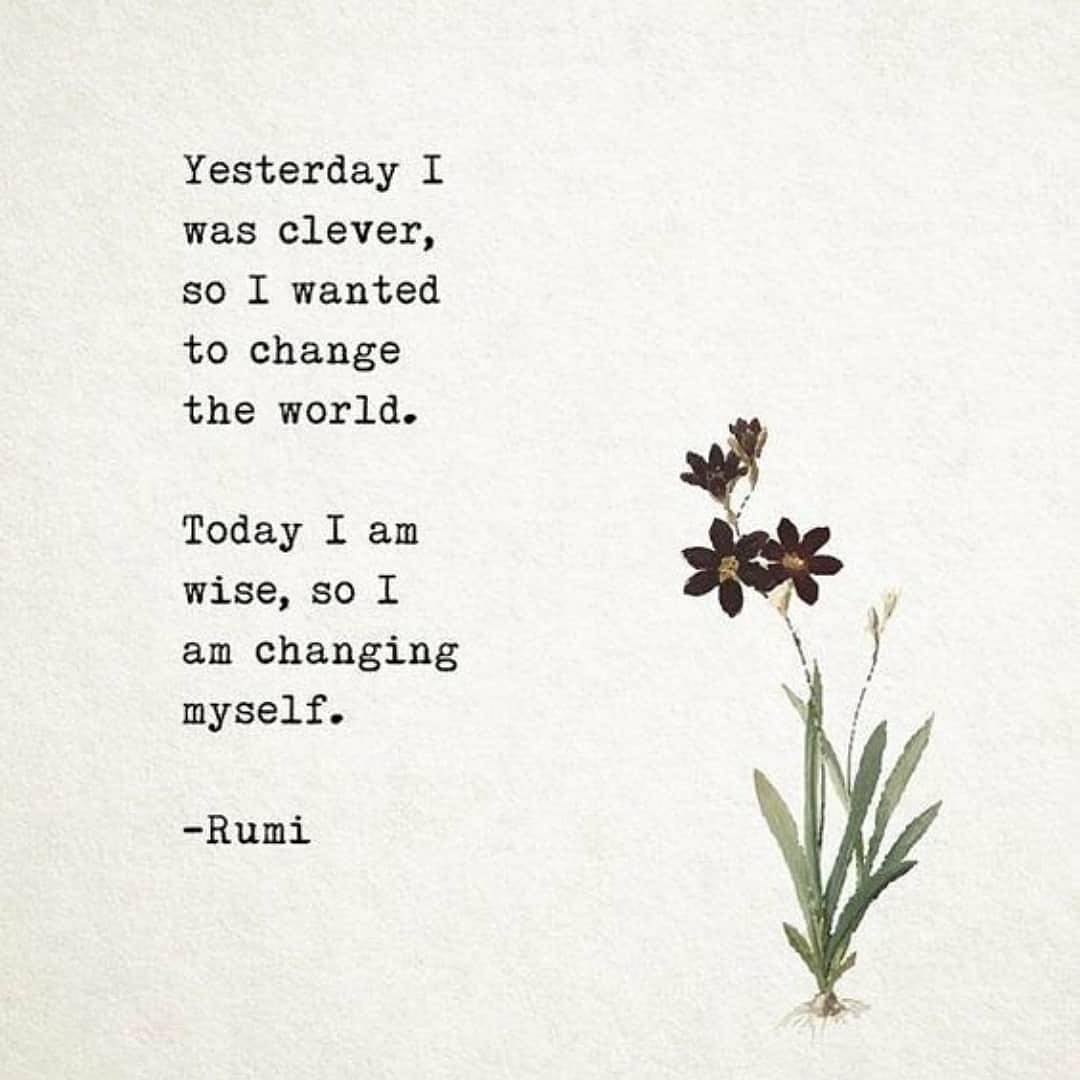 Yesterday I
was clever,
so I wanted
to change
the world.
Today I am
wise, so I
am changing
myself.
-Rumi